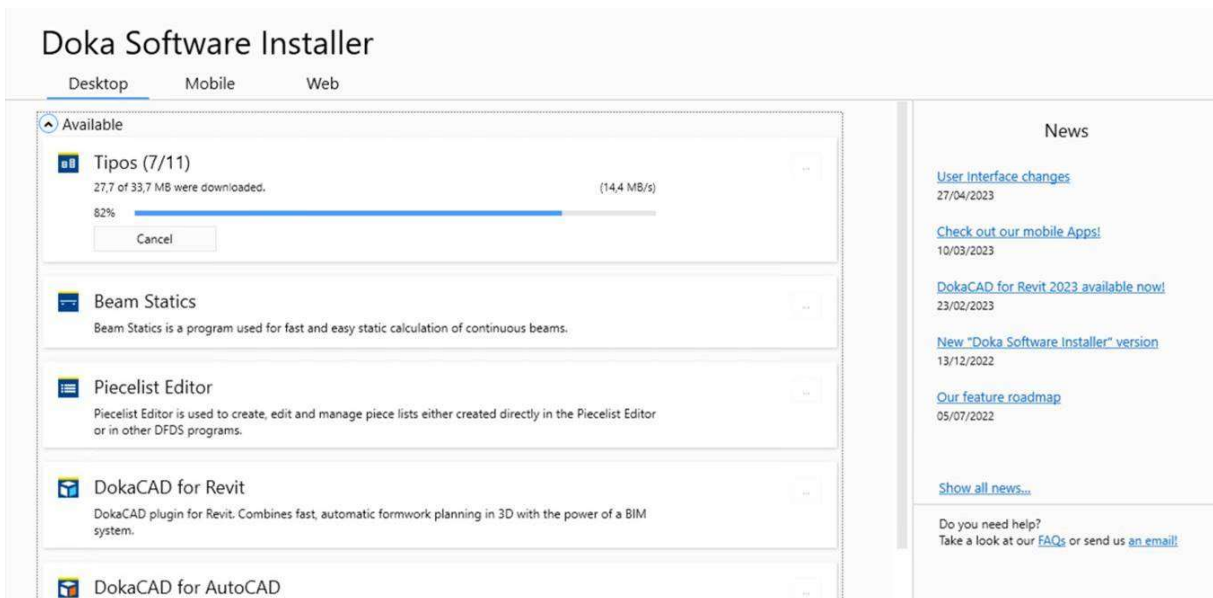 Doka Software Installer
Desktop Mobile Web
Available
Tipos (7/11)
27,7 of 33,7 MB were downloaded. (14,4 MB/s)
82%
Cancel
Beam Statics
Beam Statics is a program used for fast and easy static calculation of continuous beams.
Piecelist Editor
Piecelist Editor is used to create, edit and manage piece lists either created directly in the Piecelist Editor
or in other DFDS programs.
DokaCAD for Revit
DokaCAD plugin for Revit. Combines fast, automatic formwork planning in 3D with the power of a BIM
system.
DokaCAD for AutoCAD
News
User Interface changes
27/04/2023
Check out our mobile Apps!
10/03/2023
DokaCAD for Revit 2023 available now!
23/02/2023
New "Doka Software Installer" version
13/12/2022
Our feature roadmap
05/07/2022
Show all news...
Do you need help?
Take a look at our FAQs or send us an email!